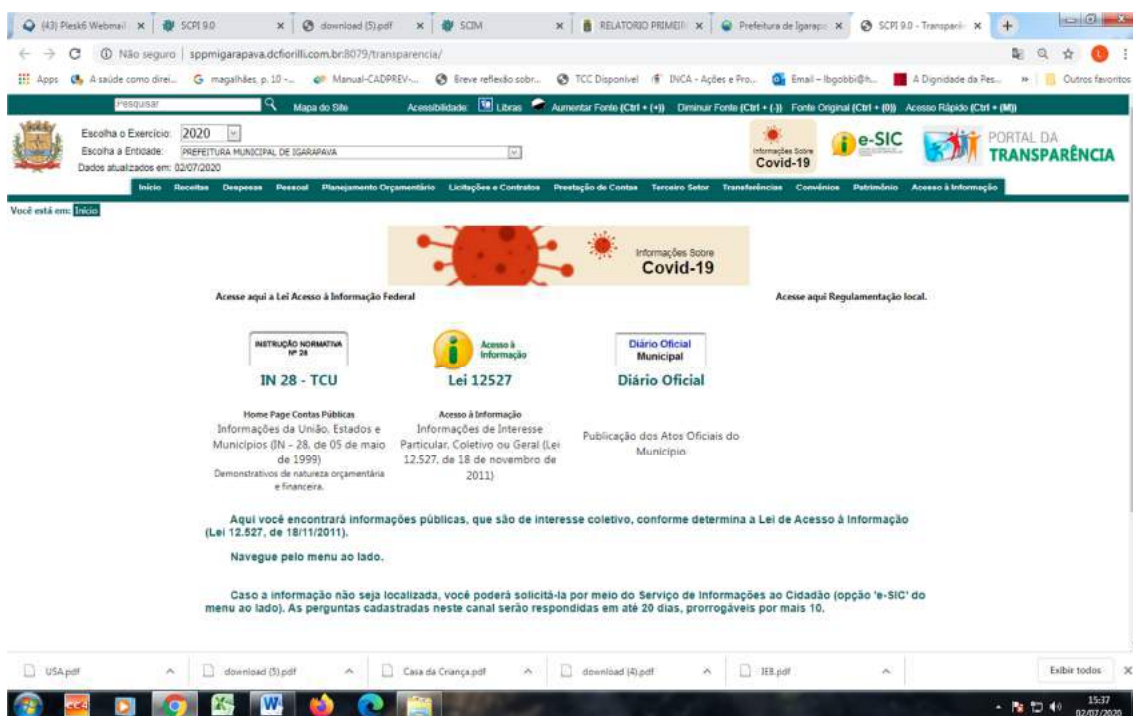 (43) Plesk6 Webmail
SCPI 9.0
download (5).pdf
SCIM
RELATORIO PRIMEIR
Prefeitura de Igarapa
SCPI 9.0 - Transparên
Não seguro | sppmigarapava.dcfiorilli.com.br:8079/transparencia/
Apps
A saúde como direi...
magalhães, p. 10 -...
Manual-CADPREV-...
Breve reflexão sobr...
TCC Disponivel
INCA - Ações e Pro...
Email – lbgobbi@h...
A Dignidade da Pes...
»
Outros favoritos
Pesquisar
Mapa do Site
Acessibilidade:
Libras
Aumentar Fonte (Ctrl + (+))
Diminuir Fonte (Ctrl + (-))
Fonte Original (Ctrl + (0))
Acesso Rápido (Ctrl + (M))
Escolha o Exercício: 2020
Escolha a Entidade: PREFEITURA MUNICIPAL DE IGARAPAVA
Dados atualizados em: 02/07/2020
Informações Sobre
Covid-19
e-SIC
PORTAL DA
TRANSPARÊNCIA
Início Receitas Despesas Pessoal Planejamento Orçamentário Licitações e Contratos Prestação de Contas Terceiro Setor Transferências Convênios Patrimônio Acesso à Informação
Você está em: Início
Informações Sobre
Covid-19
Acesse aqui a Lei Acesso à Informação Federal
Acesse aqui Regulamentação local.
INSTRUÇÃO NORMATIVA
Nº 28
IN 28 - TCU
Home Page Contas Públicas
Informações da União, Estados e
Municípios (IN - 28, de 05 de maio
de 1999)
Demonstrativos de natureza orçamentária
e financeira.
Acesso à
Informação
Lei 12527
Acesso à Informação
Informações de Interesse
Particular, Coletivo ou Geral (Lei
12.527, de 18 de novembro de
2011)
Diário Oficial
Municipal
Diário Oficial
Publicação dos Atos Oficiais do
Município
Aqui você encontrará informações públicas, que são de interesse coletivo, conforme determina a Lei de Acesso à Informação
(Lei 12.527, de 18/11/2011).
Navegue pelo menu ao lado.
Caso a informação não seja localizada, você poderá solicitá-la por meio do Serviço de Informações ao Cidadão (opção 'e-SIC' do
menu ao lado). As perguntas cadastradas neste canal serão respondidas em até 20 dias, prorrogáveis por mais 10.
USA.pdf
download (5).pdf
Casa da Criança.pdf
download (4).pdf
IEB.pdf
Exibir todos
15:37
02/07/2020